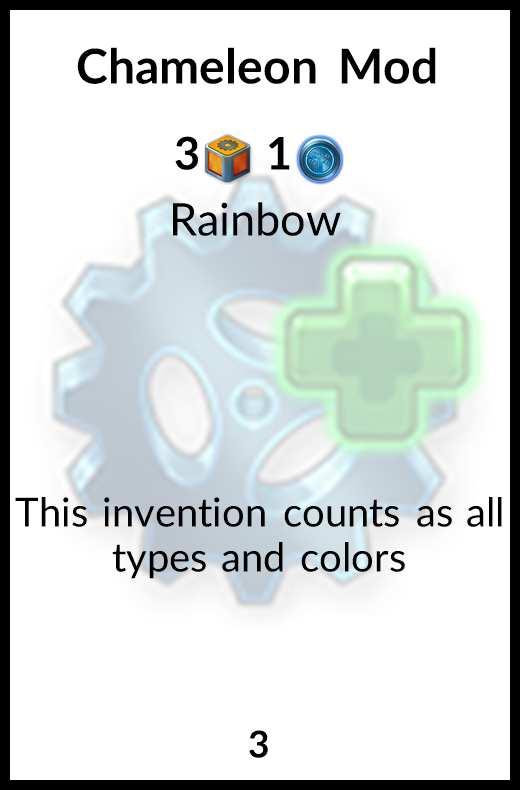 Chameleon Mod
3 1
Rainbow
This invention counts as all
types and colors
3